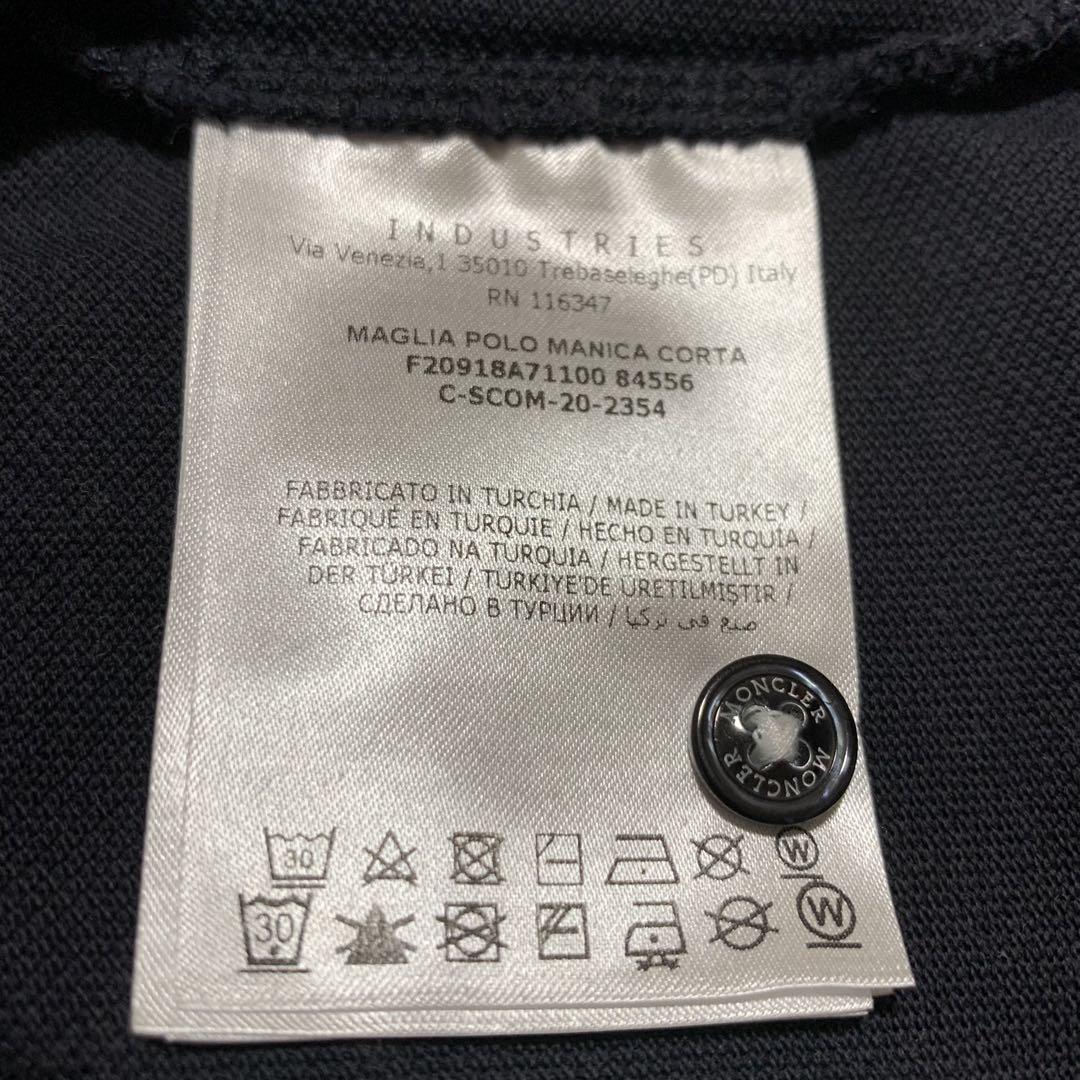 INDUSTRIES
Via Venezia,1 35010 Trebaseleghe(PD) Italy
RN 116347
MAGLIA POLO MANICA CORTA
F20918A71100 84556
C-SCOM-20-2354
FABBRICATO IN TURCHIA / MADE IN TURKEY /
FABRIQUÉ EN TURQUIE / HECHO EN TURQUÍA /
FABRICADO NA TURQUIA / HERGESTELLT IN
DER TÜRKEI / TURKIYE'DE URETILMIŞTIR /
СДЕЛАНО В ТУРЦИИ / صنع في تركيا
MONCLER MONCLER
30 W
30 W